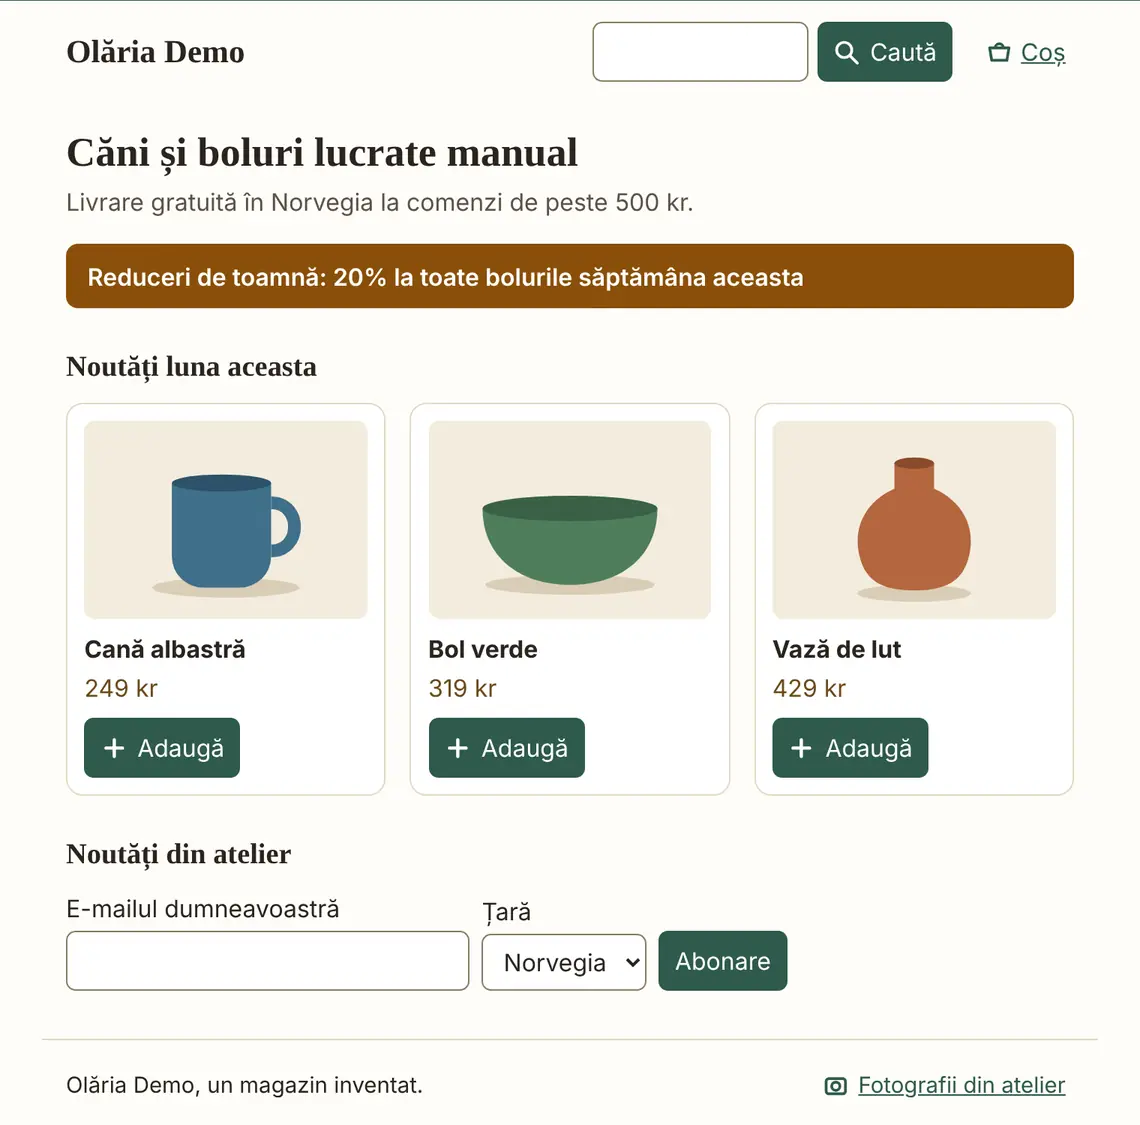 Olăria Demo
Caută
Coș
Căni și boluri lucrate manual
Livrare gratuită în Norvegia la comenzi de peste 500 kr.
Reduceri de toamnă: 20% la toate bolurile săptămâna aceasta
Noutăți luna aceasta
Cană albastră
249 kr
Adaugă
Bol verde
319 kr
Adaugă
Vază de lut
429 kr
Adaugă
Noutăți din atelier
E-mailul dumneavoastră
Țară
Norvegia
Abonare
Olăria Demo, un magazin inventat.
Fotografii din atelier